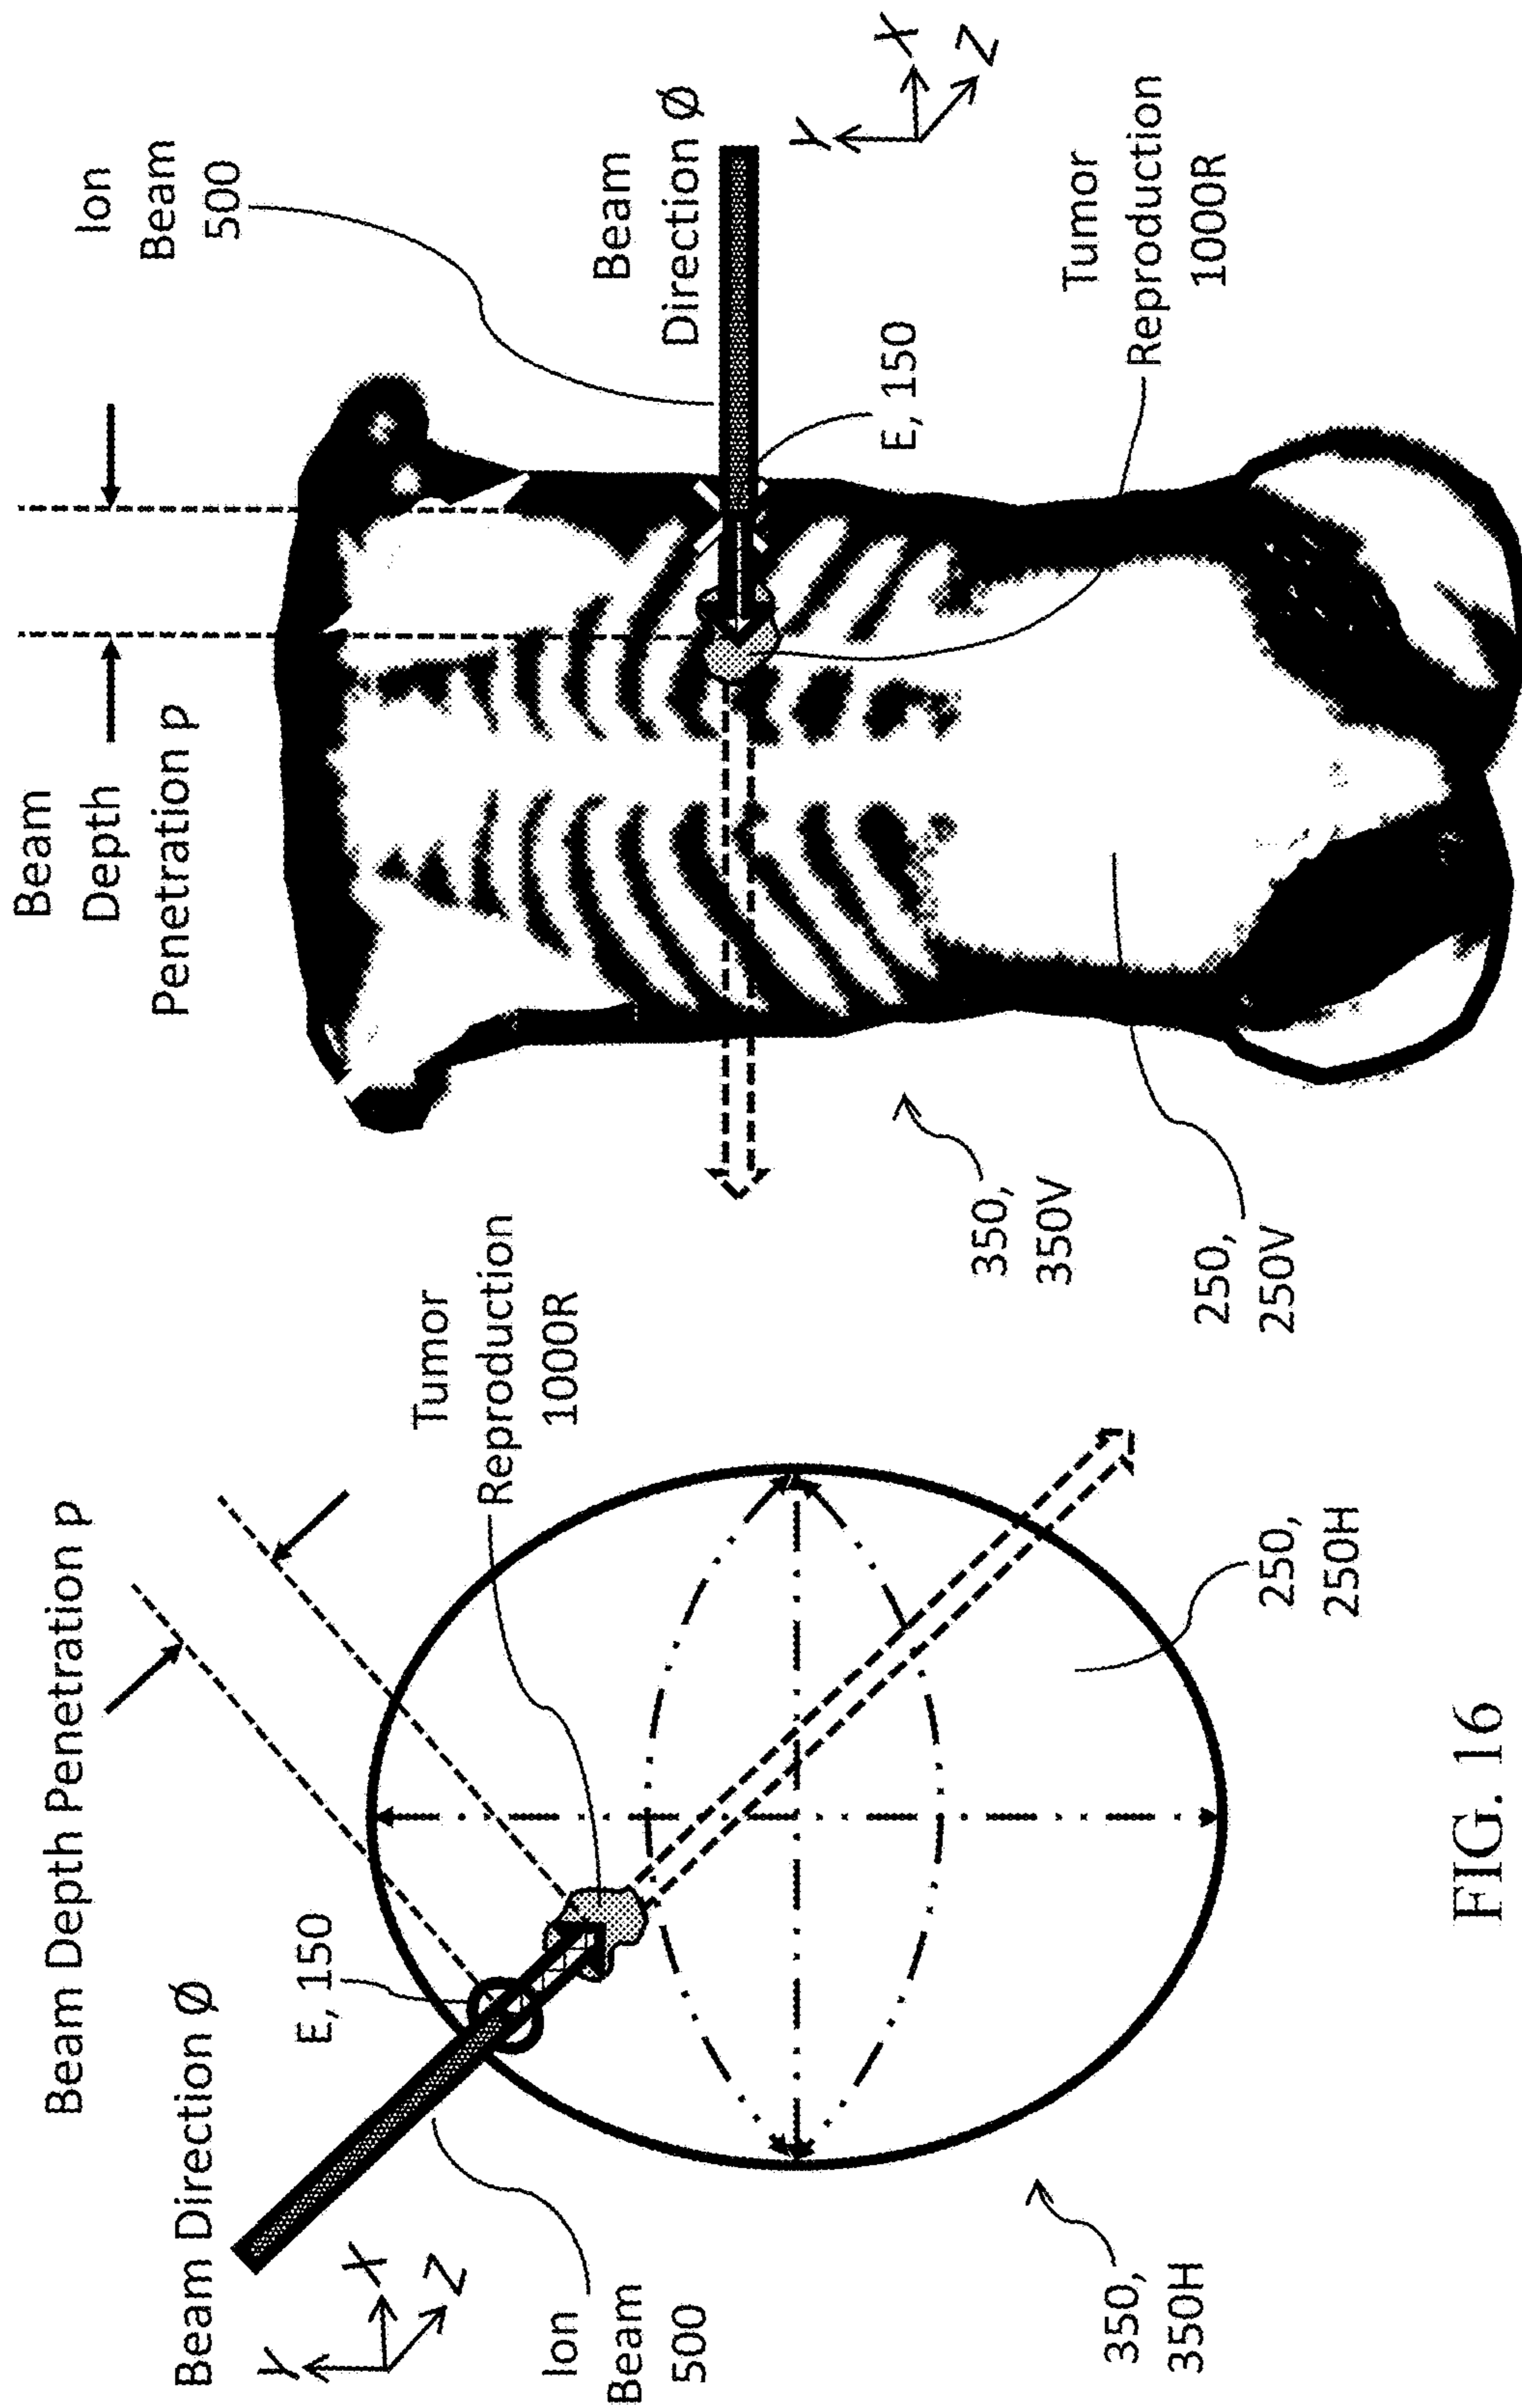 Beam Depth Penetration p
Beam Direction Ø
E, 150
Y
X
Z
Ion
Beam
500
Tumor
Reproduction
1000R
250,
250H
350,
350H
Beam
Depth
Penetration p
Ion
Beam
500
Beam
Direction Ø
Y
X
Z
E, 150
Tumor
Reproduction
1000R
350,
350V
250,
250V
FIG. 16